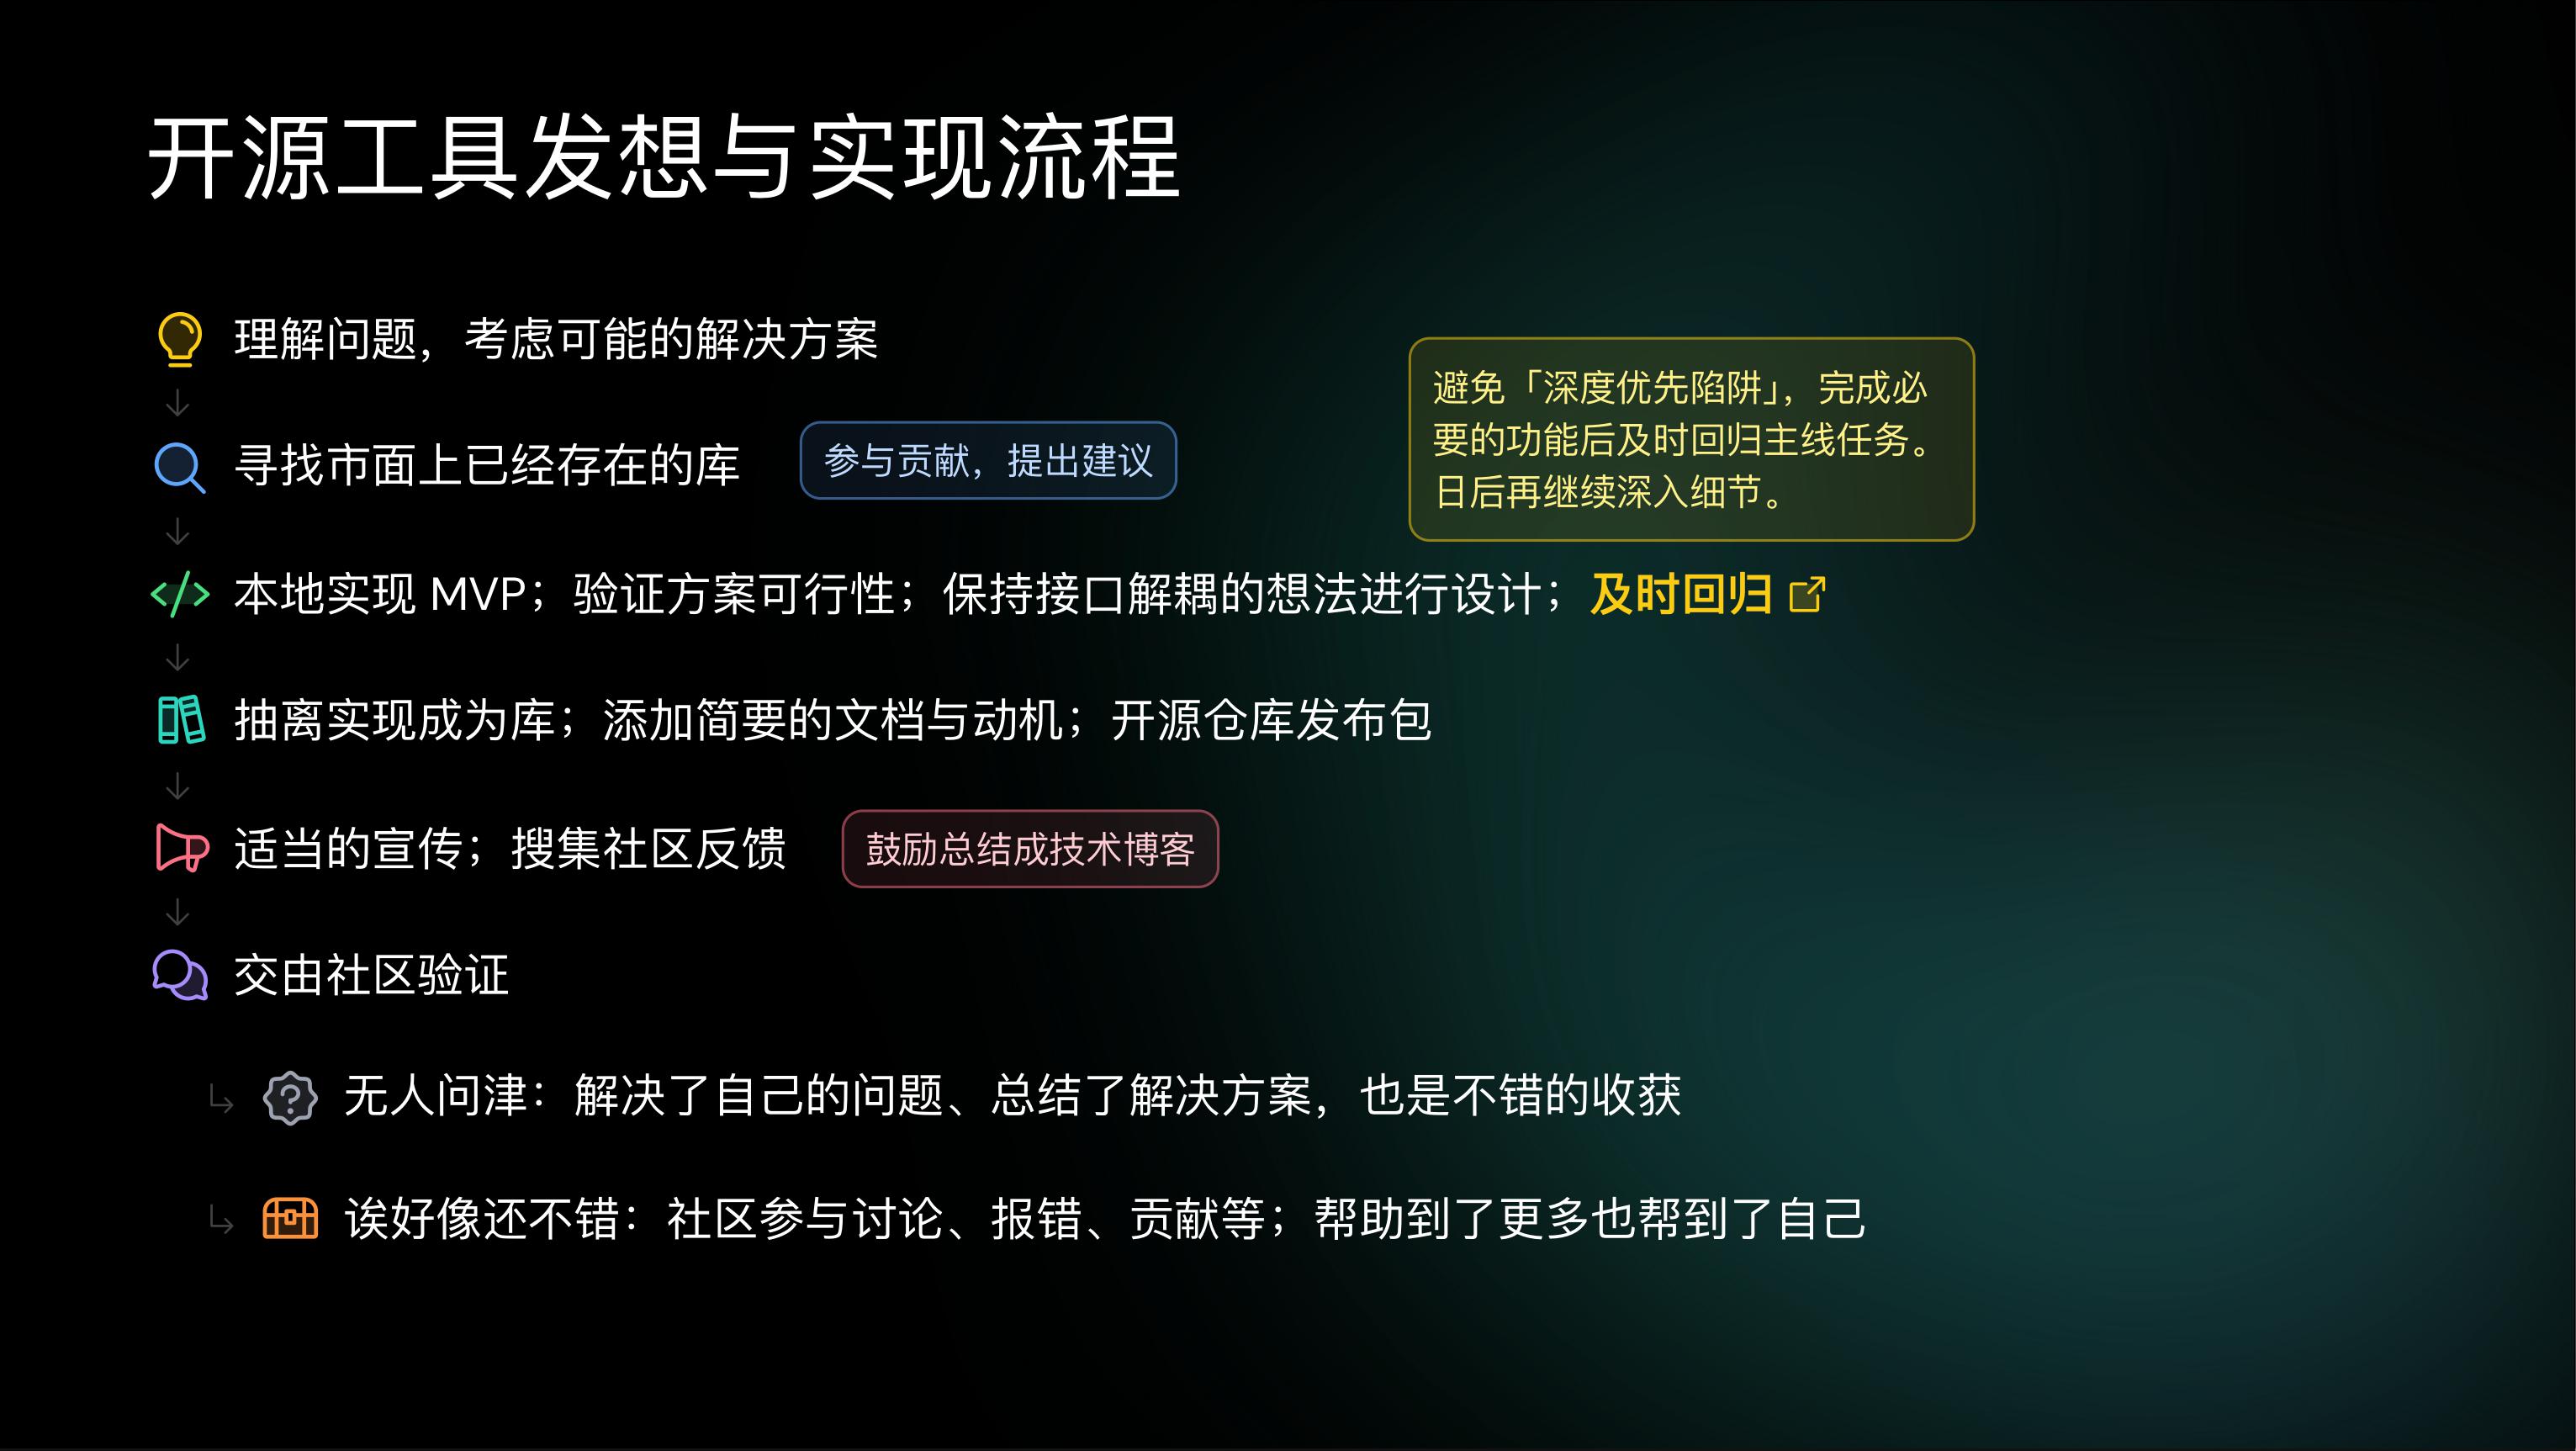 开源工具发想与实现流程
理解问题，考虑可能的解决方案
寻找市面上已经存在的库
参与贡献，提出建议
避免「深度优先陷阱」，完成必
要的功能后及时回归主线任务。
日后再继续深入细节。
本地实现 MVP；验证方案可行性；保持接口解耦的想法进行设计；及时回归
抽离实现成为库；添加简要的文档与动机；开源仓库发布包
适当的宣传；搜集社区反馈
鼓励总结成技术博客
交由社区验证
无人问津：解决了自己的问题、总结了解决方案，也是不错的收获
诶好像还不错：社区参与讨论、报错、贡献等；帮助到了更多也帮到了自己